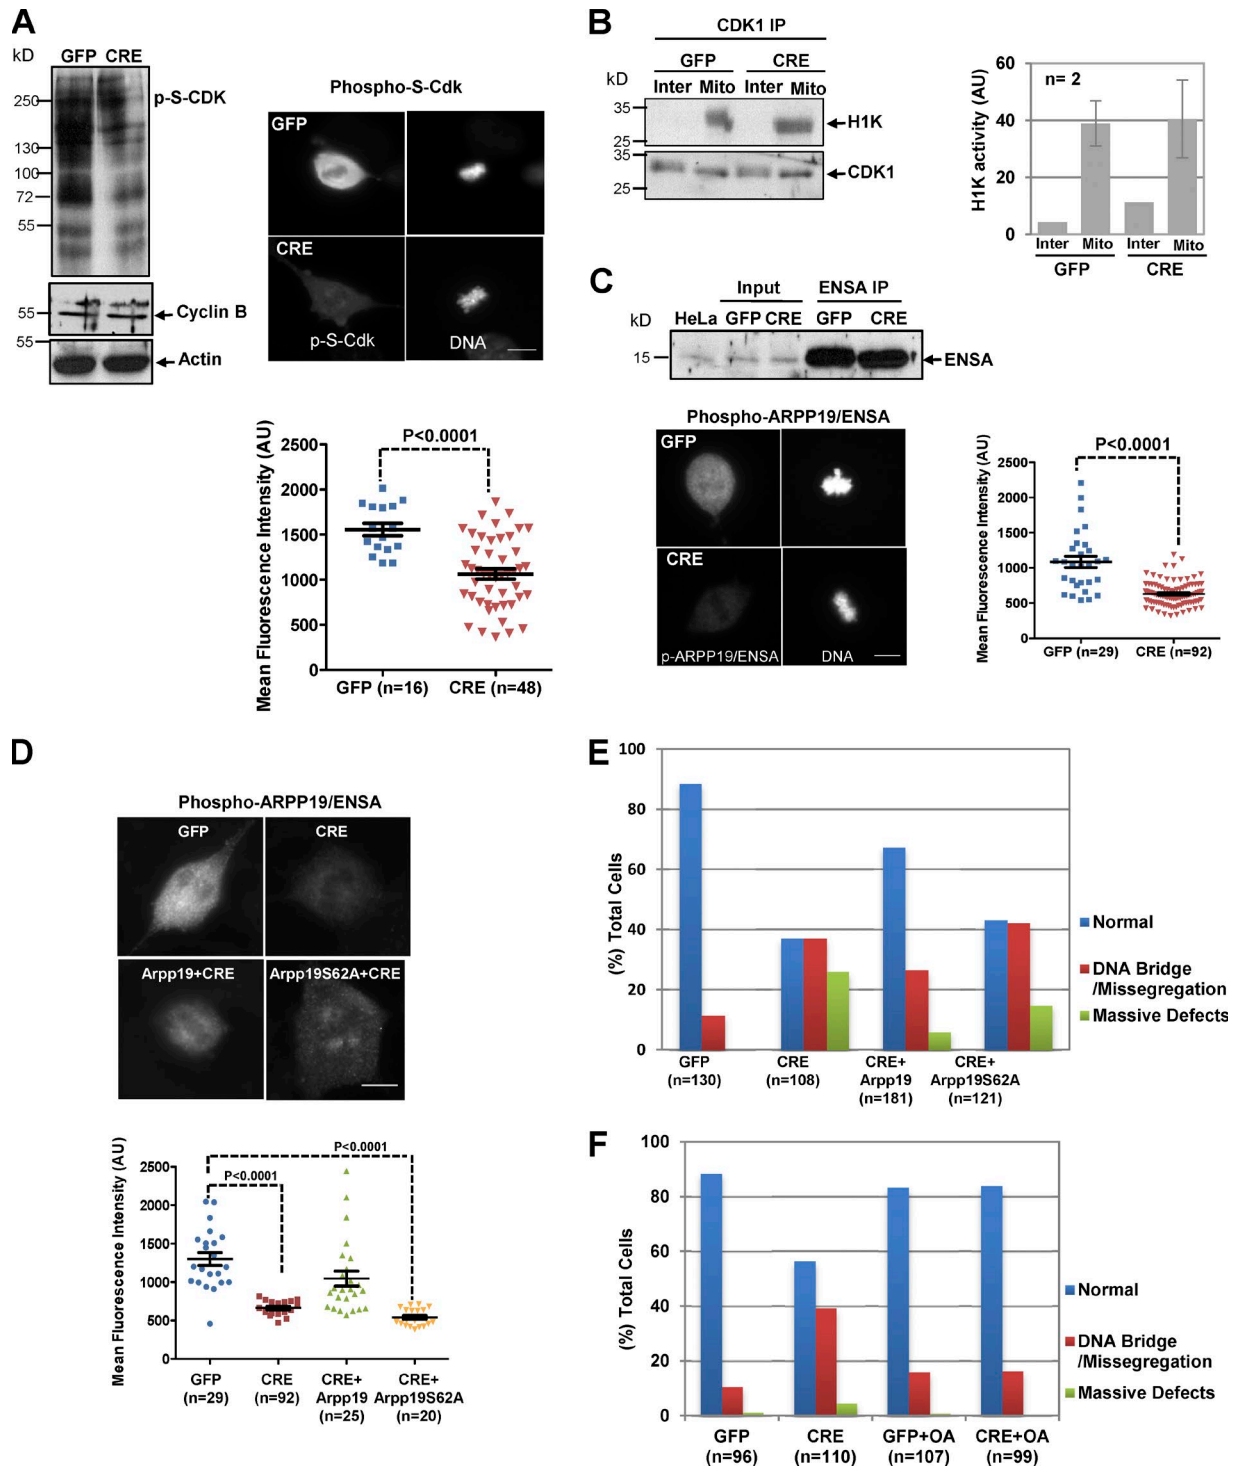 A
kD
GFP CRE
p-S-CDK
250
130
100
72
55
55
Cyclin B
55
Actin
Phospho-S-Cdk
GFP
CRE
p-S-Cdk
DNA
Mean Fluorescence Intensity (AU)
P<0.0001
2500
2000
1500
1000
500
0
GFP (n=16)
CRE (n=48)
B
CDK1 IP
GFP
CRE
kD
Inter Mito Inter Mito
35
25
H1K
35
25
CDK1
H1K activity (AU)
n= 2
60
40
20
0
Inter Mito Inter Mito
GFP
CRE
C
Input
ENSA IP
kD
HeLa GFP CRE GFP CRE
15
ENSA
Phospho-ARPP19/ENSA
GFP
CRE
p-ARPP19/ENSA
DNA
Mean Fluorescence Intensity (AU)
P<0.0001
2500
2000
1500
1000
500
0
GFP (n=29)
CRE (n=92)
D
Phospho-ARPP19/ENSA
GFP
CRE
Arpp19+CRE
Arpp19S62A+CRE
Mean Fluorescence Intensity (AU)
P<0.0001
P<0.0001
2500
2000
1500
1000
500
0
GFP
(n=29)
CRE
(n=92)
CRE+
Arpp19
(n=25)
CRE+
Arpp19S62A
(n=20)
E
(%) Total Cells
100
80
60
40
20
0
GFP
(n=130)
CRE
(n=108)
CRE+
Arpp19
(n=181)
CRE+
Arpp19S62A
(n=121)
Normal
DNA Bridge
/Missegregation
Massive Defects
F
(%) Total Cells
100
80
60
40
20
0
GFP
(n=96)
CRE
(n=110)
GFP+OA
(n=107)
CRE+OA
(n=99)
Normal
DNA Bridge
/Missegregation
Massive Defects